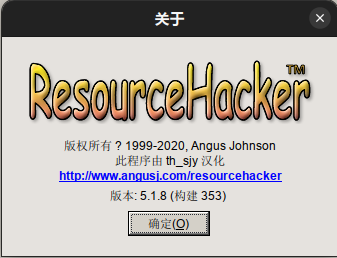 关于
ResourceHacker™
版权所有 ? 1999-2020, Angus Johnson
此程序由 th_sjy 汉化
http://www.angusj.com/resourcehacker
版本: 5.1.8 (构建 353)
确定(O)